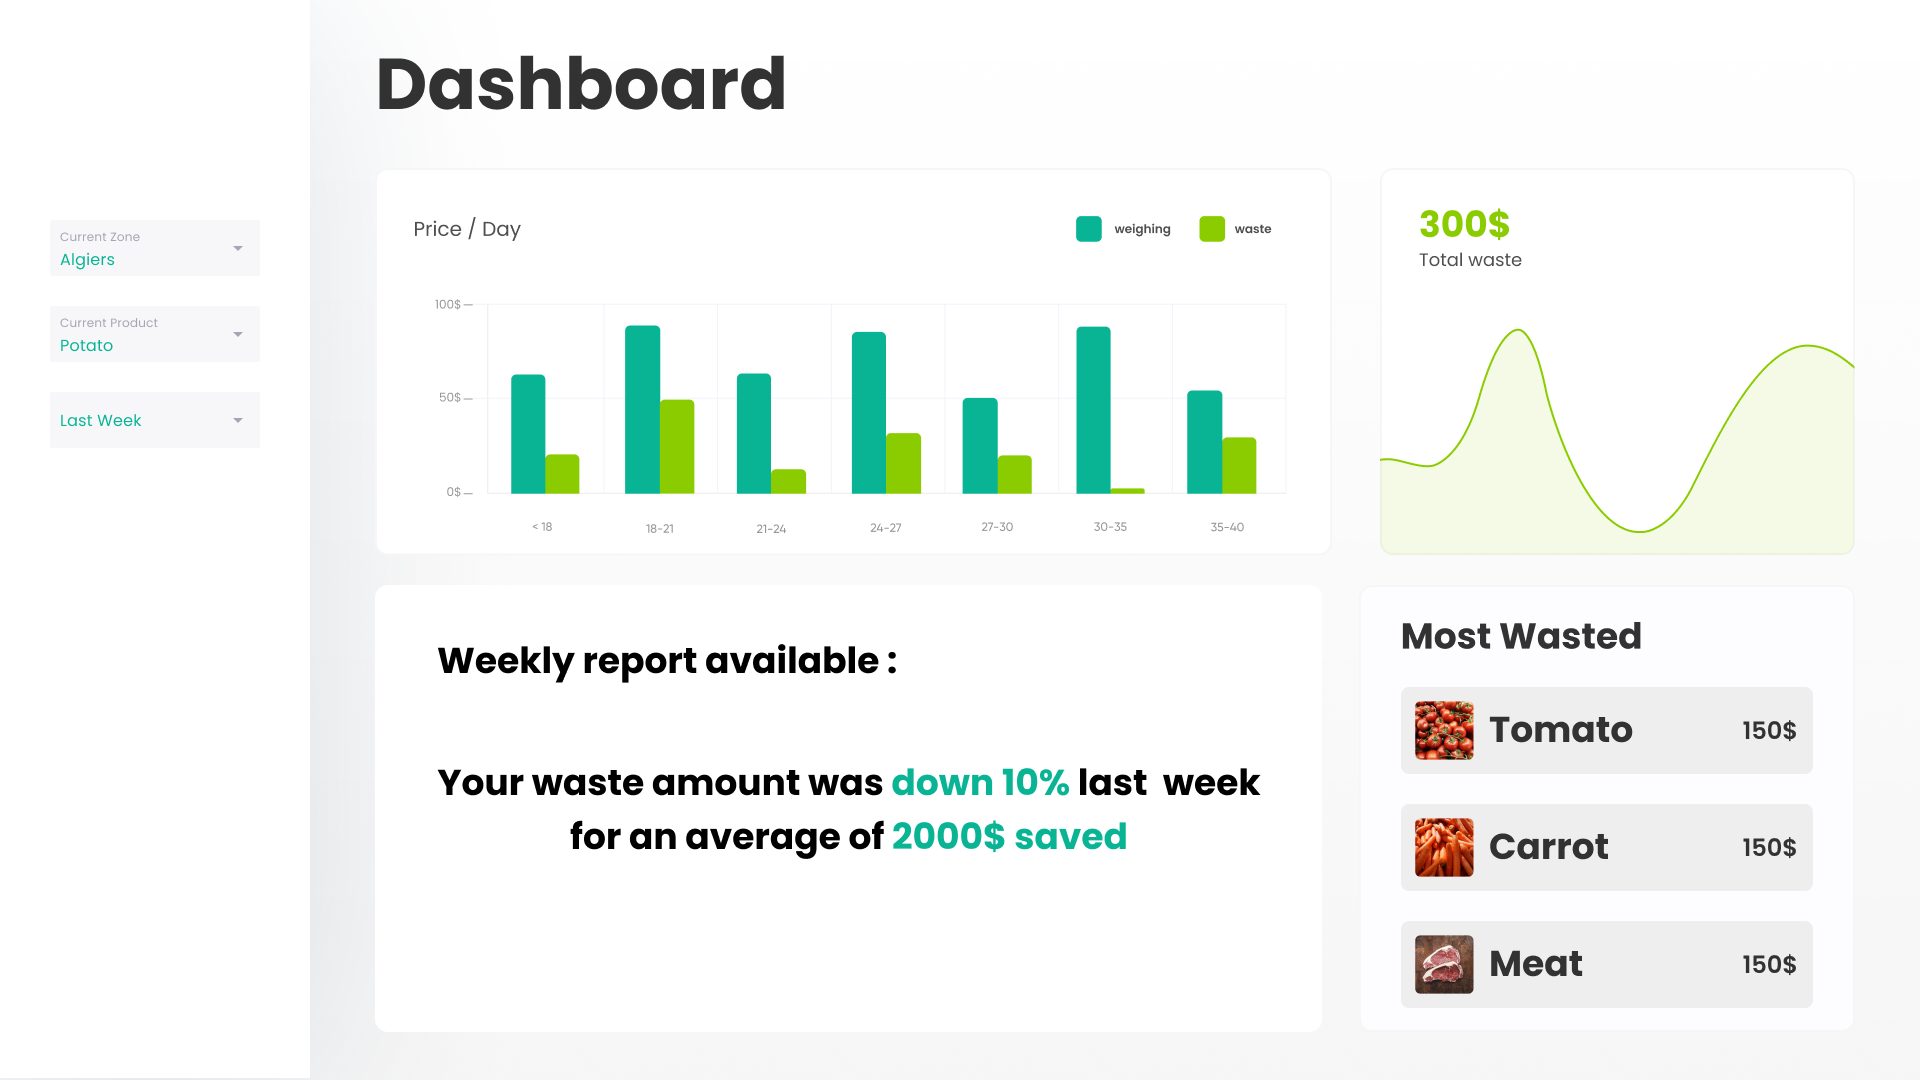 Dashboard
Current Zone
Algiers
Current Product
Potato
Last Week
Price / Day
weighing
waste
100$
50$
0$
< 18
18-21
21-24
24-27
27-30
30-35
35-40
300$
Total waste
Weekly report available :
Your waste amount was down 10% last week
for an average of 2000$ saved
Most Wasted
Tomato 150$
Carrot 150$
Meat 150$